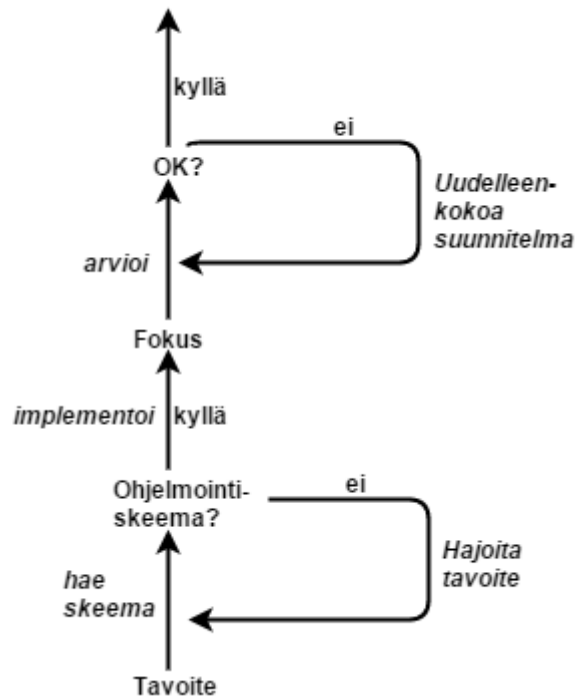 kyllä
ei
OK?
Uudelleen-
kokoa
suunnitelma
arvioi
Fokus
implementoi kyllä
Ohjelmointi-
skeema?
ei
Hajoita
tavoite
hae
skeema
Tavoite